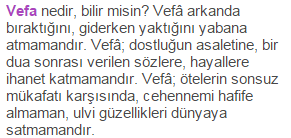 Vefa nedir, bilir misin? Vefâ arkanda
bıraktığını, giderken yaktığını yabana
atmamandır. Vefâ; dostluğun asaletine, bir
dua sonrası verilen sözlere, hayallere
ihanet katmamandır. Vefâ; ötelerin sonsuz
mükafatı karşısında, cehennemi hafife
almaman, ulvi güzellikleri dünyaya
satmamandır.